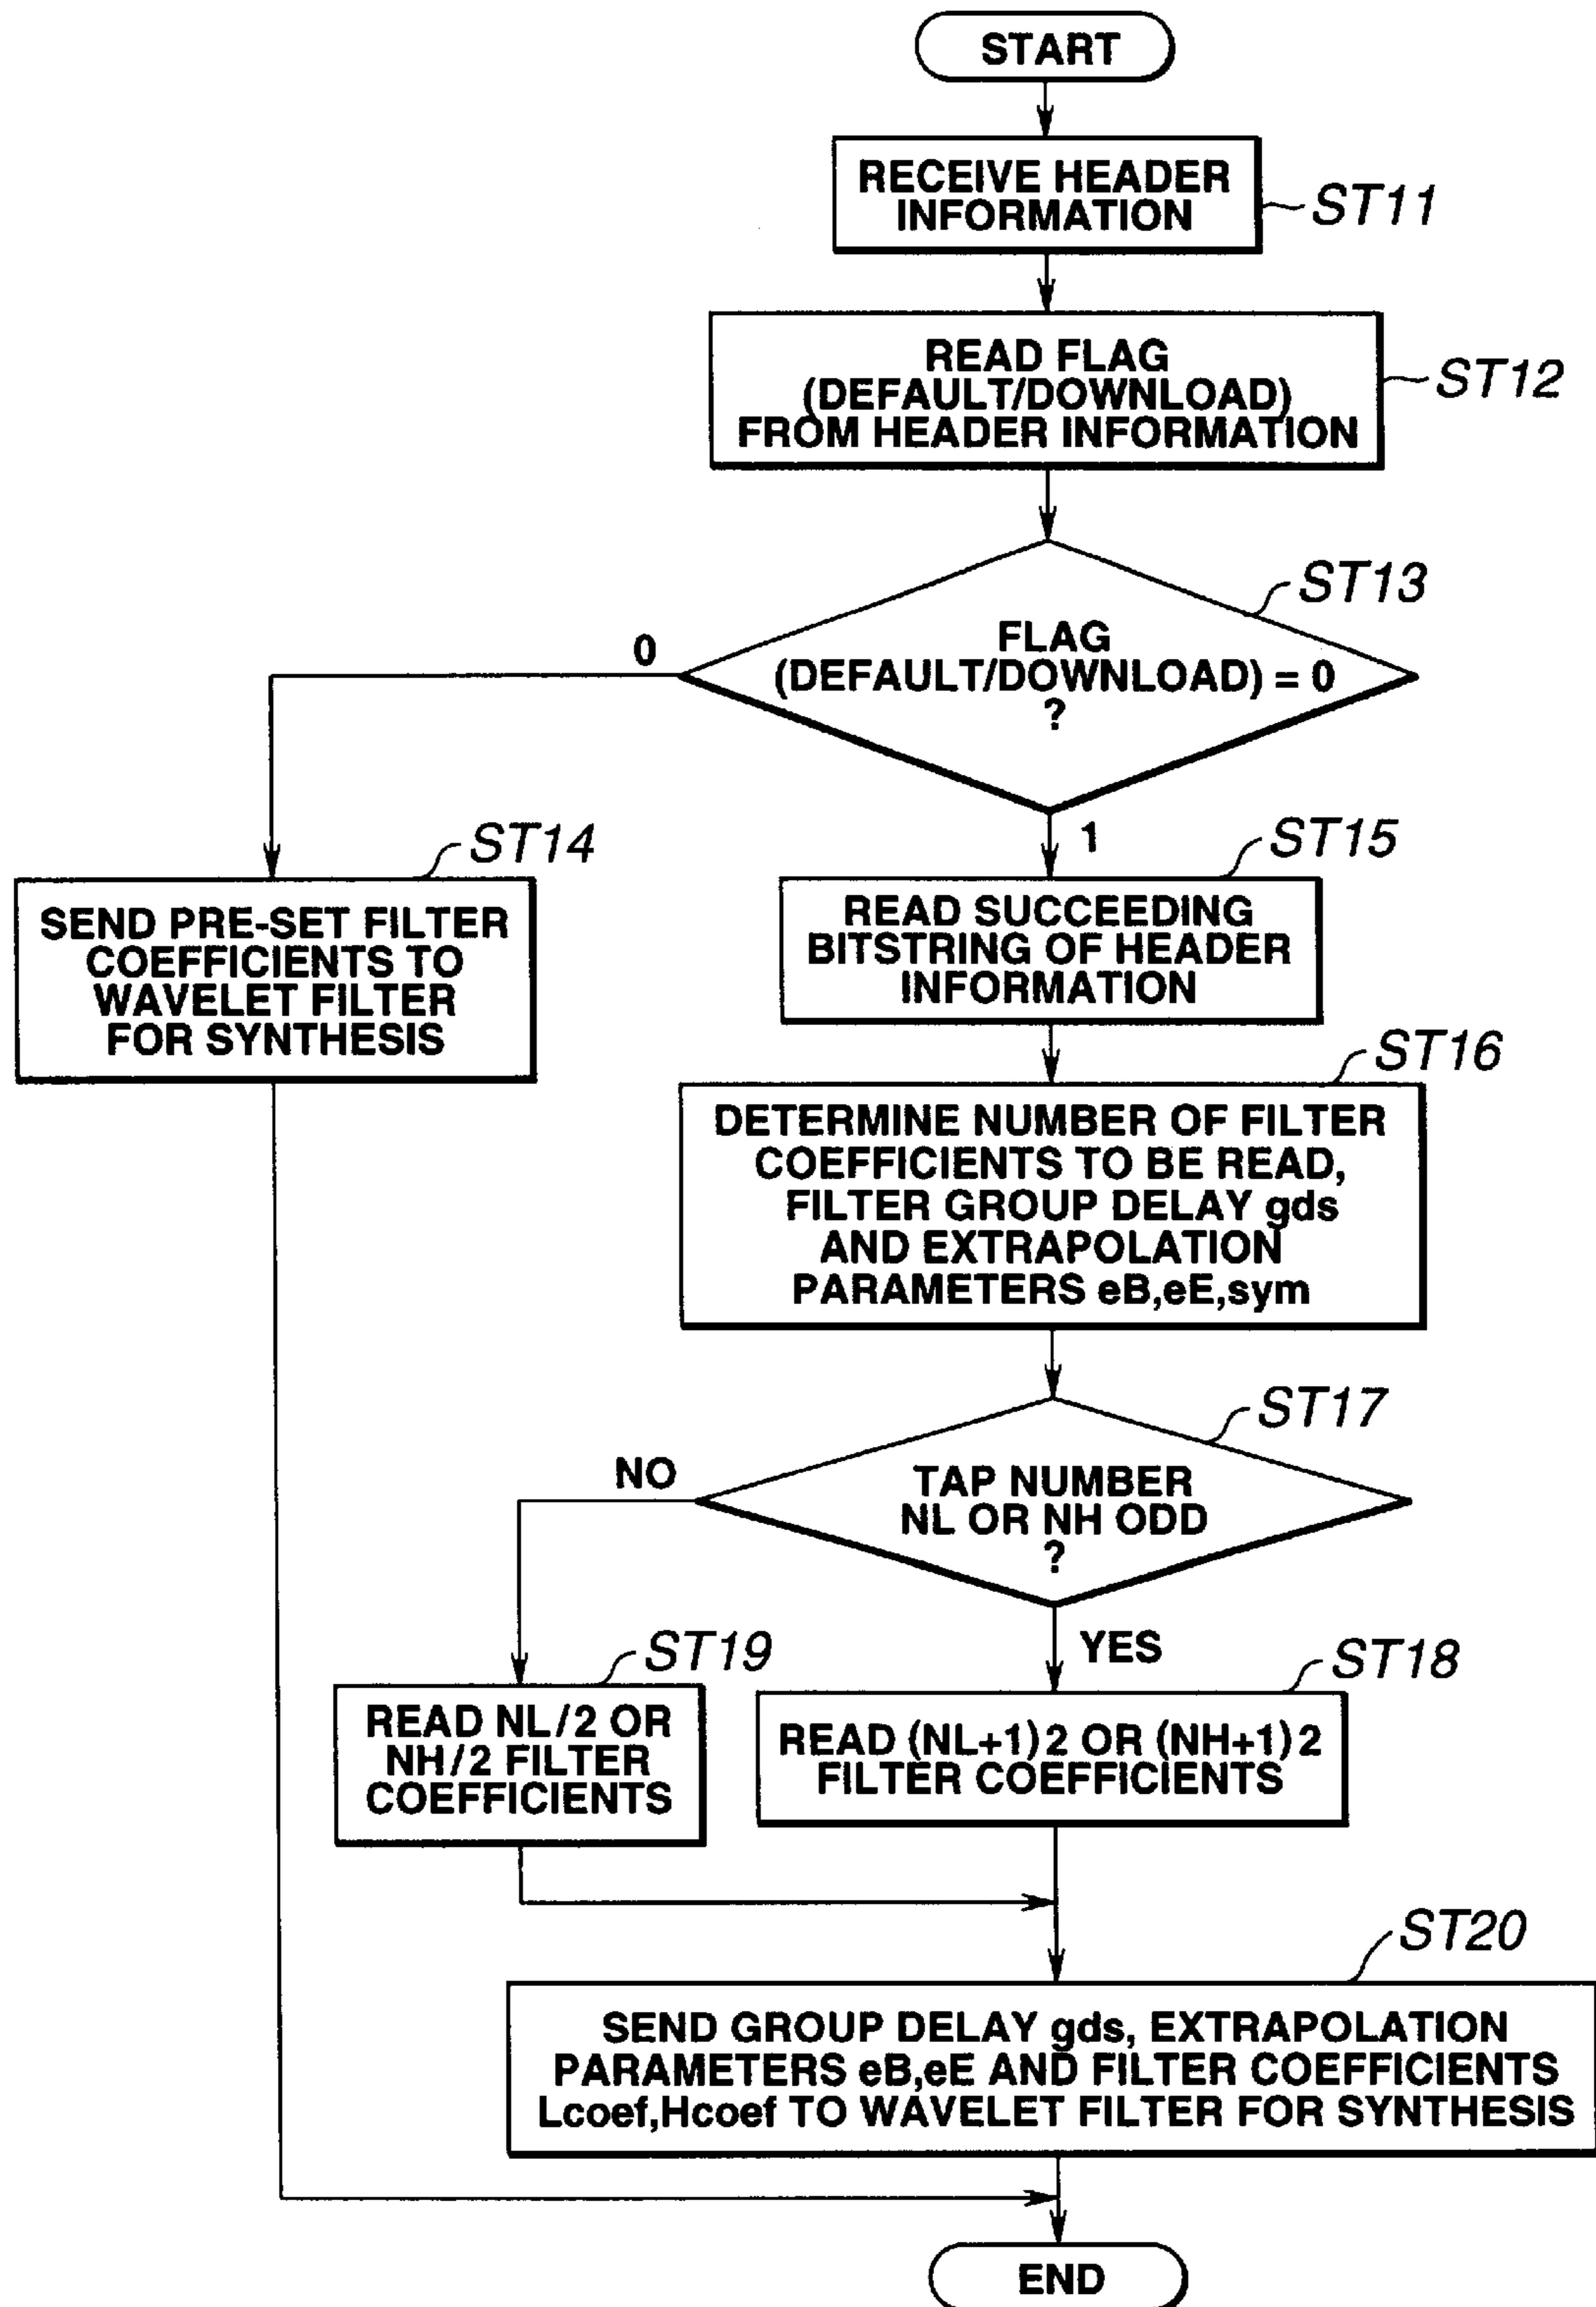 START
RECEIVE HEADER
INFORMATION
ST11
READ FLAG
(DEFAULT/DOWNLOAD)
FROM HEADER INFORMATION
ST12
ST13
FLAG
(DEFAULT/DOWNLOAD) = 0
?
0
1
ST14
SEND PRE-SET FILTER
COEFFICIENTS TO
WAVELET FILTER
FOR SYNTHESIS
ST15
READ SUCCEEDING
BITSTRING OF HEADER
INFORMATION
ST16
DETERMINE NUMBER OF FILTER
COEFFICIENTS TO BE READ,
FILTER GROUP DELAY gds
AND EXTRAPOLATION
PARAMETERS eB,eE,sym
ST17
TAP NUMBER
NL OR NH ODD
?
NO
YES
ST19
READ NL/2 OR
NH/2 FILTER
COEFFICIENTS
ST18
READ (NL+1)2 OR (NH+1)2
FILTER COEFFICIENTS
ST20
SEND GROUP DELAY gds, EXTRAPOLATION
PARAMETERS eB,eE AND FILTER COEFFICIENTS
Lcoef,Hcoef TO WAVELET FILTER FOR SYNTHESIS
END